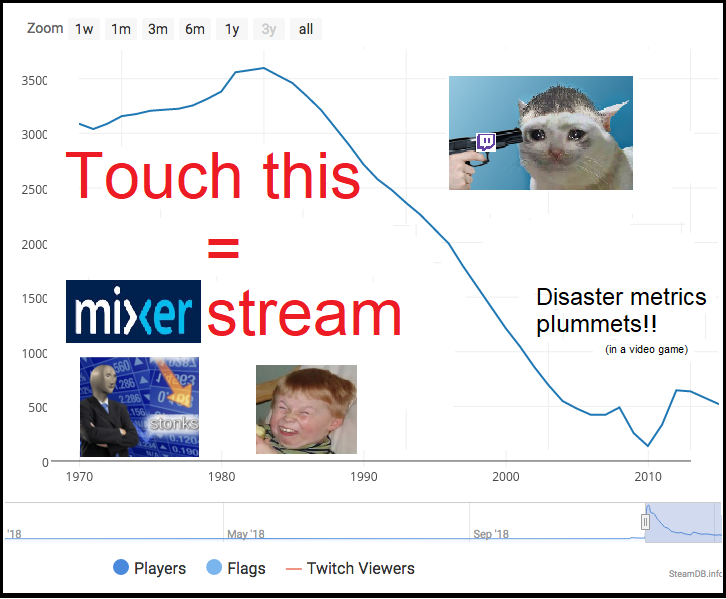 Zoom 1w 1m 3m 6m 1y 3y all
3500
3000
2500
2000
1500
1000
500
0
Touch this
=
mixer stream
Disaster metrics
plummets!!
(in a video game)
stonks
1970 1980 1990 2000 2010
'18 May '18 Sep '18
Players Flags Twitch Viewers
SteamDB.info